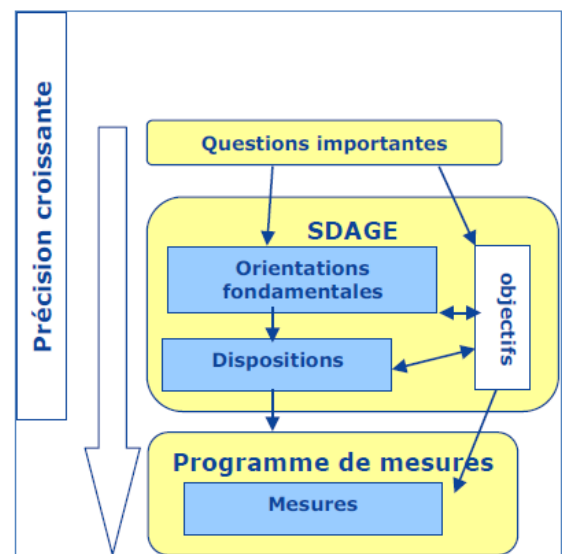 Précision croissante
Questions importantes
SDAGE
Orientations
fondamentales
objectifs
Dispositions
Programme de mesures
Mesures